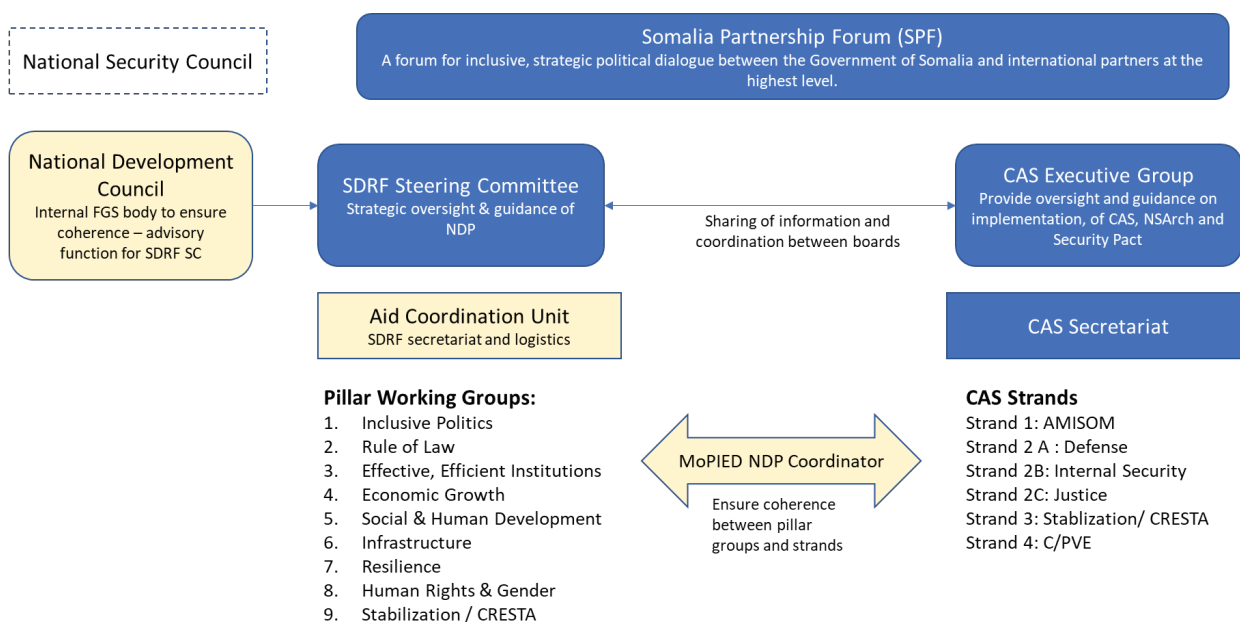 National Security Council
Somalia Partnership Forum (SPF)
A forum for inclusive, strategic political dialogue between the Government of Somalia and international partners at the
highest level.
National Development
Council
Internal FGS body to ensure
coherence – advisory
function for SDRF SC
SDRF Steering Committee
Strategic oversight & guidance of
NDP
Sharing of information and
coordination between boards
CAS Executive Group
Provide oversight and guidance on
implementation, of CAS, NSArch and
Security Pact
Aid Coordination Unit
SDRF secretariat and logistics
CAS Secretariat
Pillar Working Groups:
1. Inclusive Politics
2. Rule of Law
3. Effective, Efficient Institutions
4. Economic Growth
5. Social & Human Development
6. Infrastructure
7. Resilience
8. Human Rights & Gender
9. Stabilization / CRESTA
MoPIED NDP Coordinator
Ensure coherence
between pillar
groups and strands
CAS Strands
Strand 1: AMISOM
Strand 2 A : Defense
Strand 2B: Internal Security
Strand 2C: Justice
Strand 3: Stablization/ CRESTA
Strand 4: C/PVE